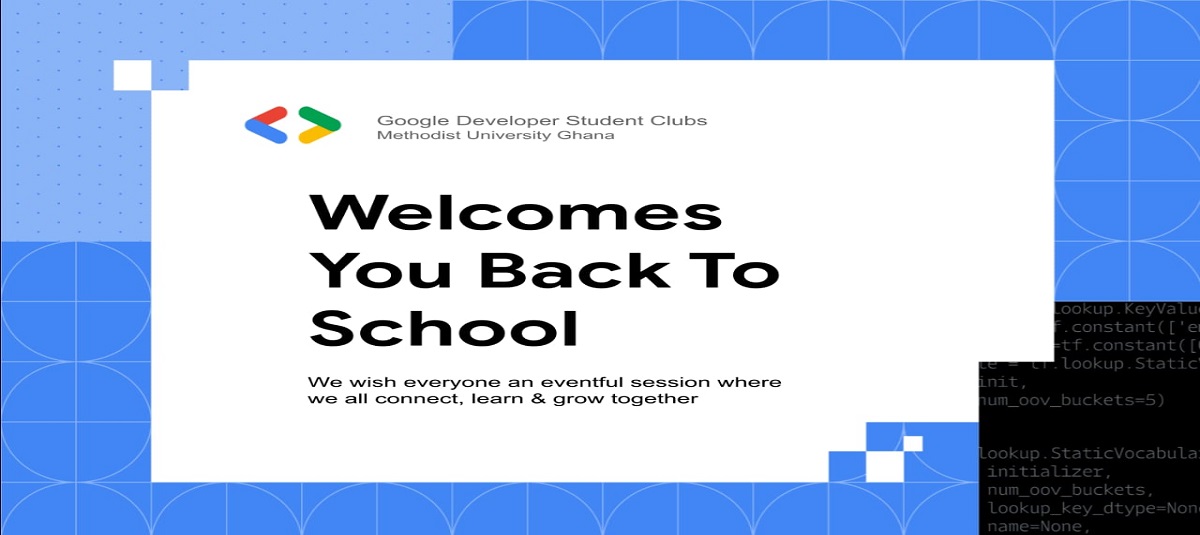 Google Developer Student Clubs
Methodist University Ghana
Welcomes
You Back To
School
We wish everyone an eventful session where
we all connect, learn & grow together
lookup.KeyValue
f.constant(['e
=tf.constant([
te = tf.lookup.Static
init,
num_oov_buckets=5)
lookup.StaticVocabula
initializer,
num_oov_buckets,
lookup_key_dtype=None
name=None,